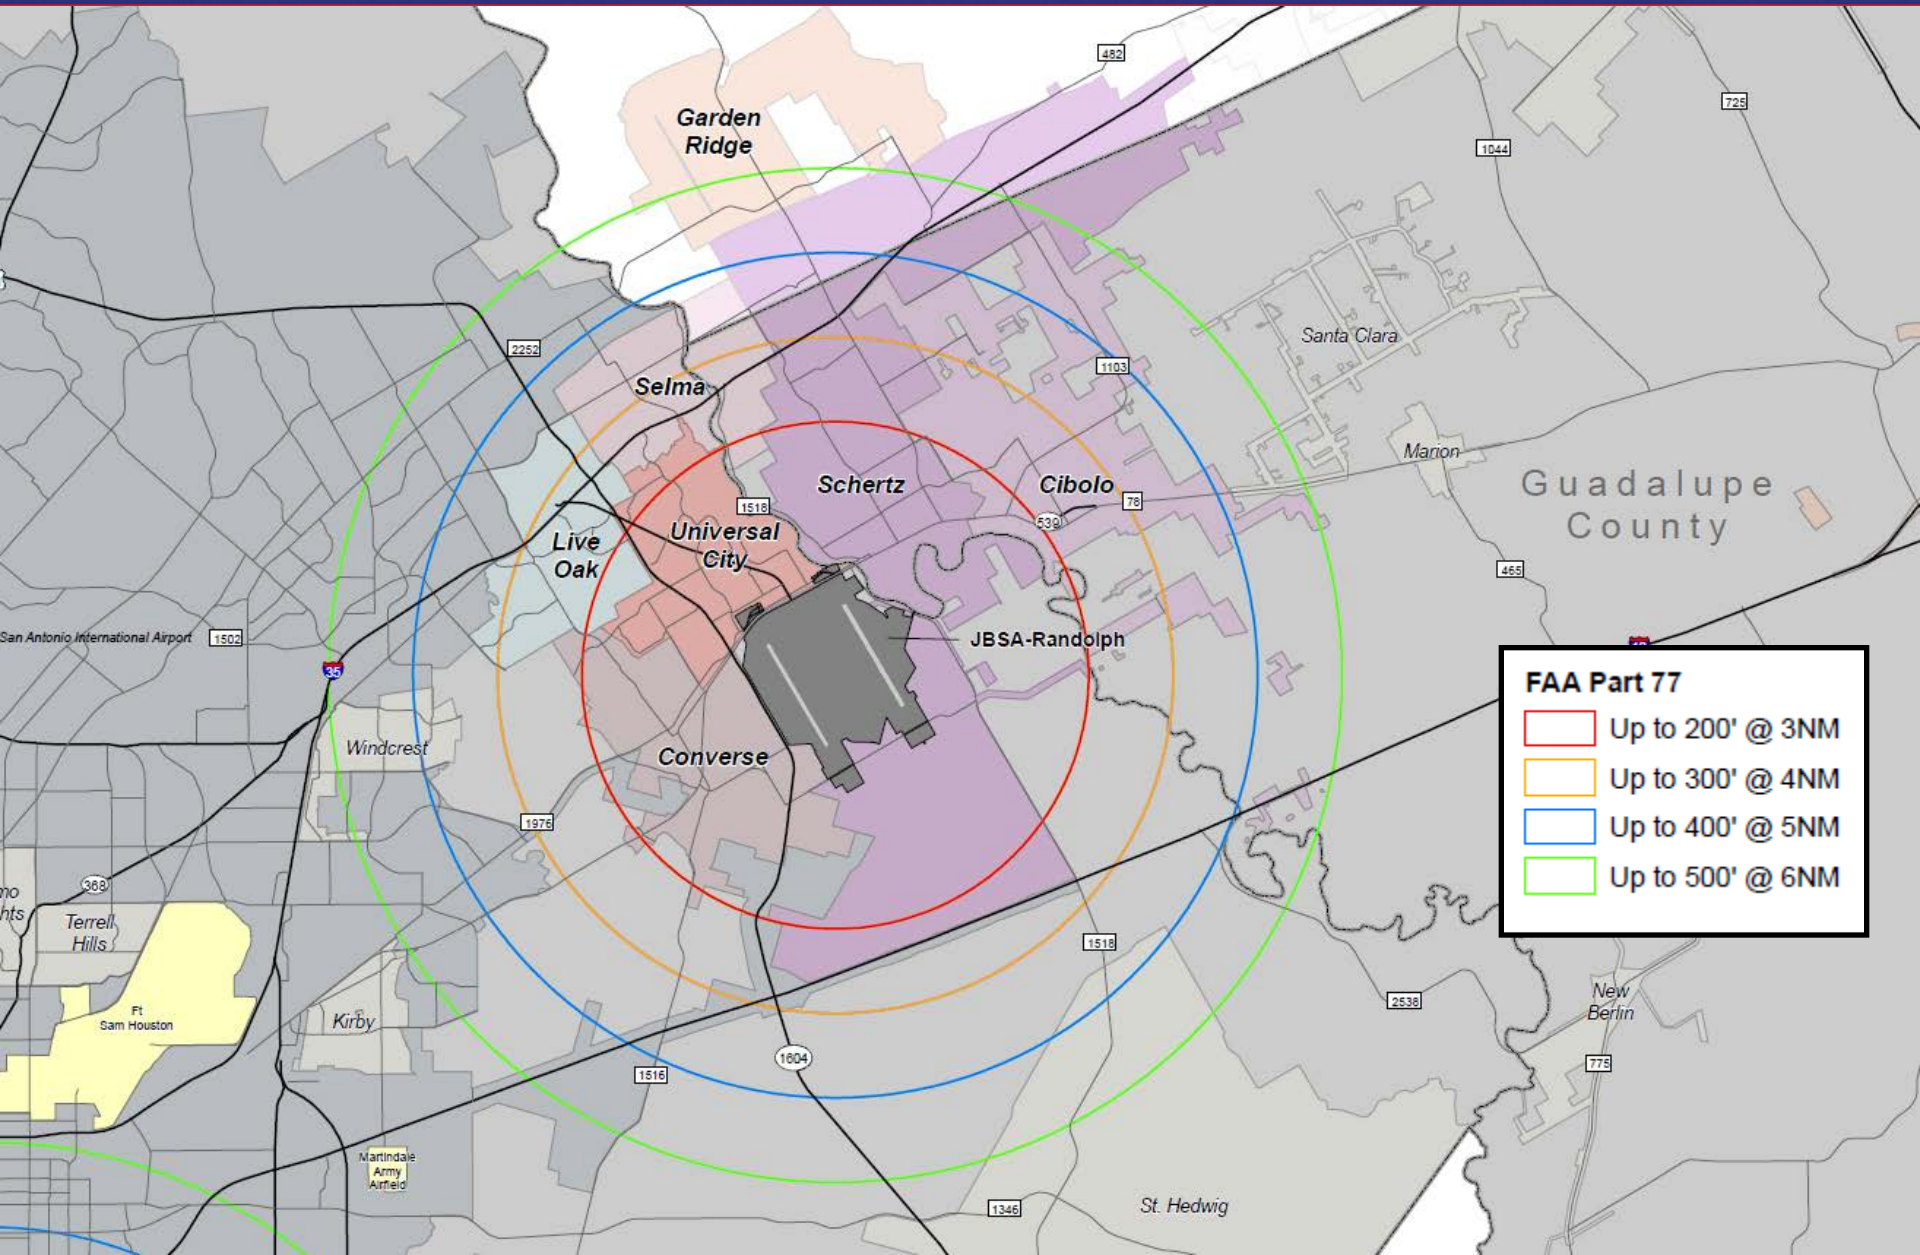 482
725
Garden
Ridge
1044
Santa Clara
2252
1103
Selma
Marion
Schertz
Cibolo
78
Guadalupe
County
1518
539
Universal
City
Live
Oak
465
San Antonio International Airport
1502
JBSA-Randolph
35
Windcrest
Converse
1976
368
Terrell
Hills
Ft
Sam Houston
Kirby
1518
2538
New
Berlin
1604
1516
775
Martindale
Army
Airfield
1346
St. Hedwig
FAA Part 77
Up to 200' @ 3NM
Up to 300' @ 4NM
Up to 400' @ 5NM
Up to 500' @ 6NM